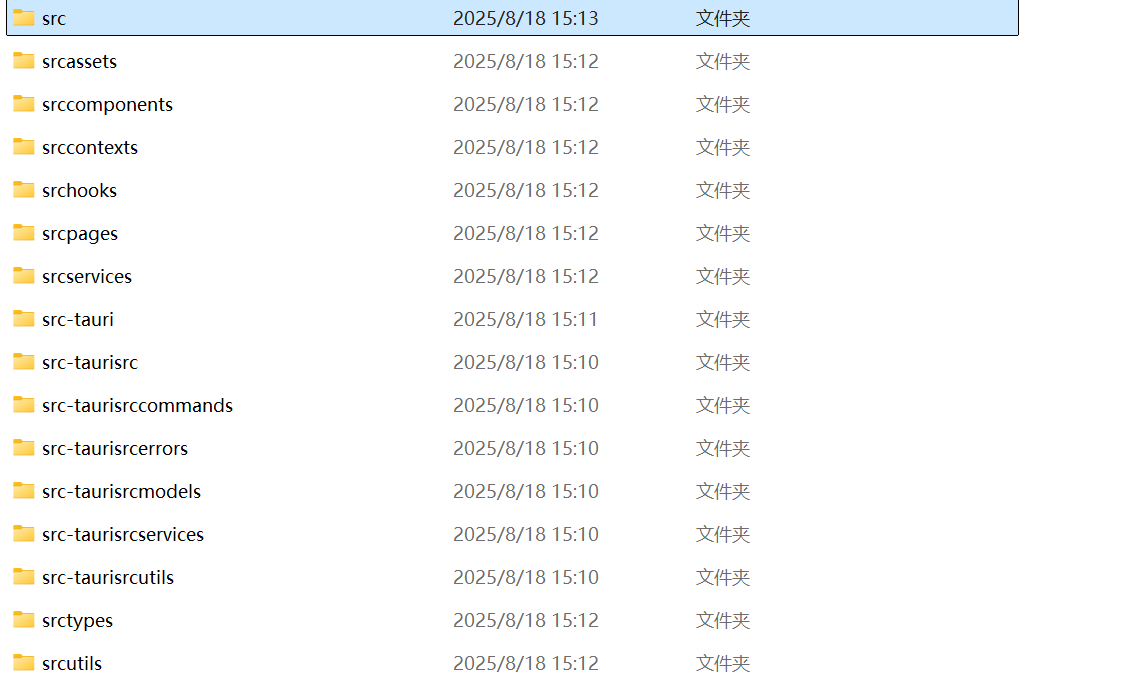 src 2025/8/18 15:13 文件夹
srcassets 2025/8/18 15:12 文件夹
srccomponents 2025/8/18 15:12 文件夹
srccontexts 2025/8/18 15:12 文件夹
srchooks 2025/8/18 15:12 文件夹
srcpages 2025/8/18 15:12 文件夹
srcservices 2025/8/18 15:12 文件夹
src-tauri 2025/8/18 15:11 文件夹
src-taurisrc 2025/8/18 15:10 文件夹
src-taurisrccommands 2025/8/18 15:10 文件夹
src-taurisrcerrors 2025/8/18 15:10 文件夹
src-taurisrcmodels 2025/8/18 15:10 文件夹
src-taurisrcservices 2025/8/18 15:10 文件夹
src-taurisrcutils 2025/8/18 15:10 文件夹
srctypes 2025/8/18 15:12 文件夹
srcutils 2025/8/18 15:12 文件夹